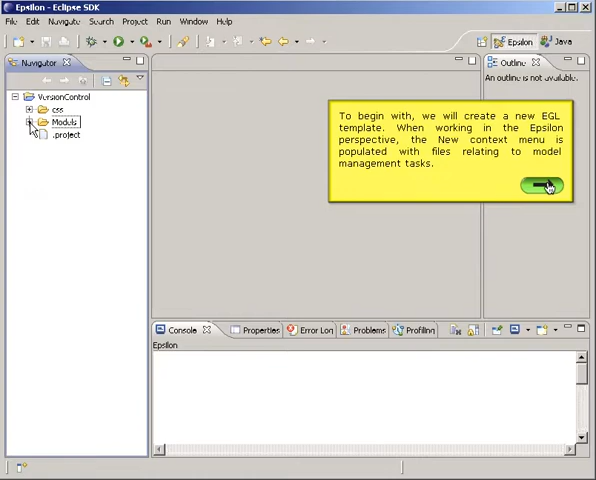 Epsilon - Eclipse SDK
File Edit Navigate Search Project Run Window Help
Epsilon Java
Navigator
VersionControl
css
Models
.project
Outline
An outline is not available.
To begin with, we will create a new EGL
template. When working in the Epsilon
perspective, the New context menu is
populated with files relating to model
management tasks.
Console Properties Error Log Problems Profiling
Epsilon